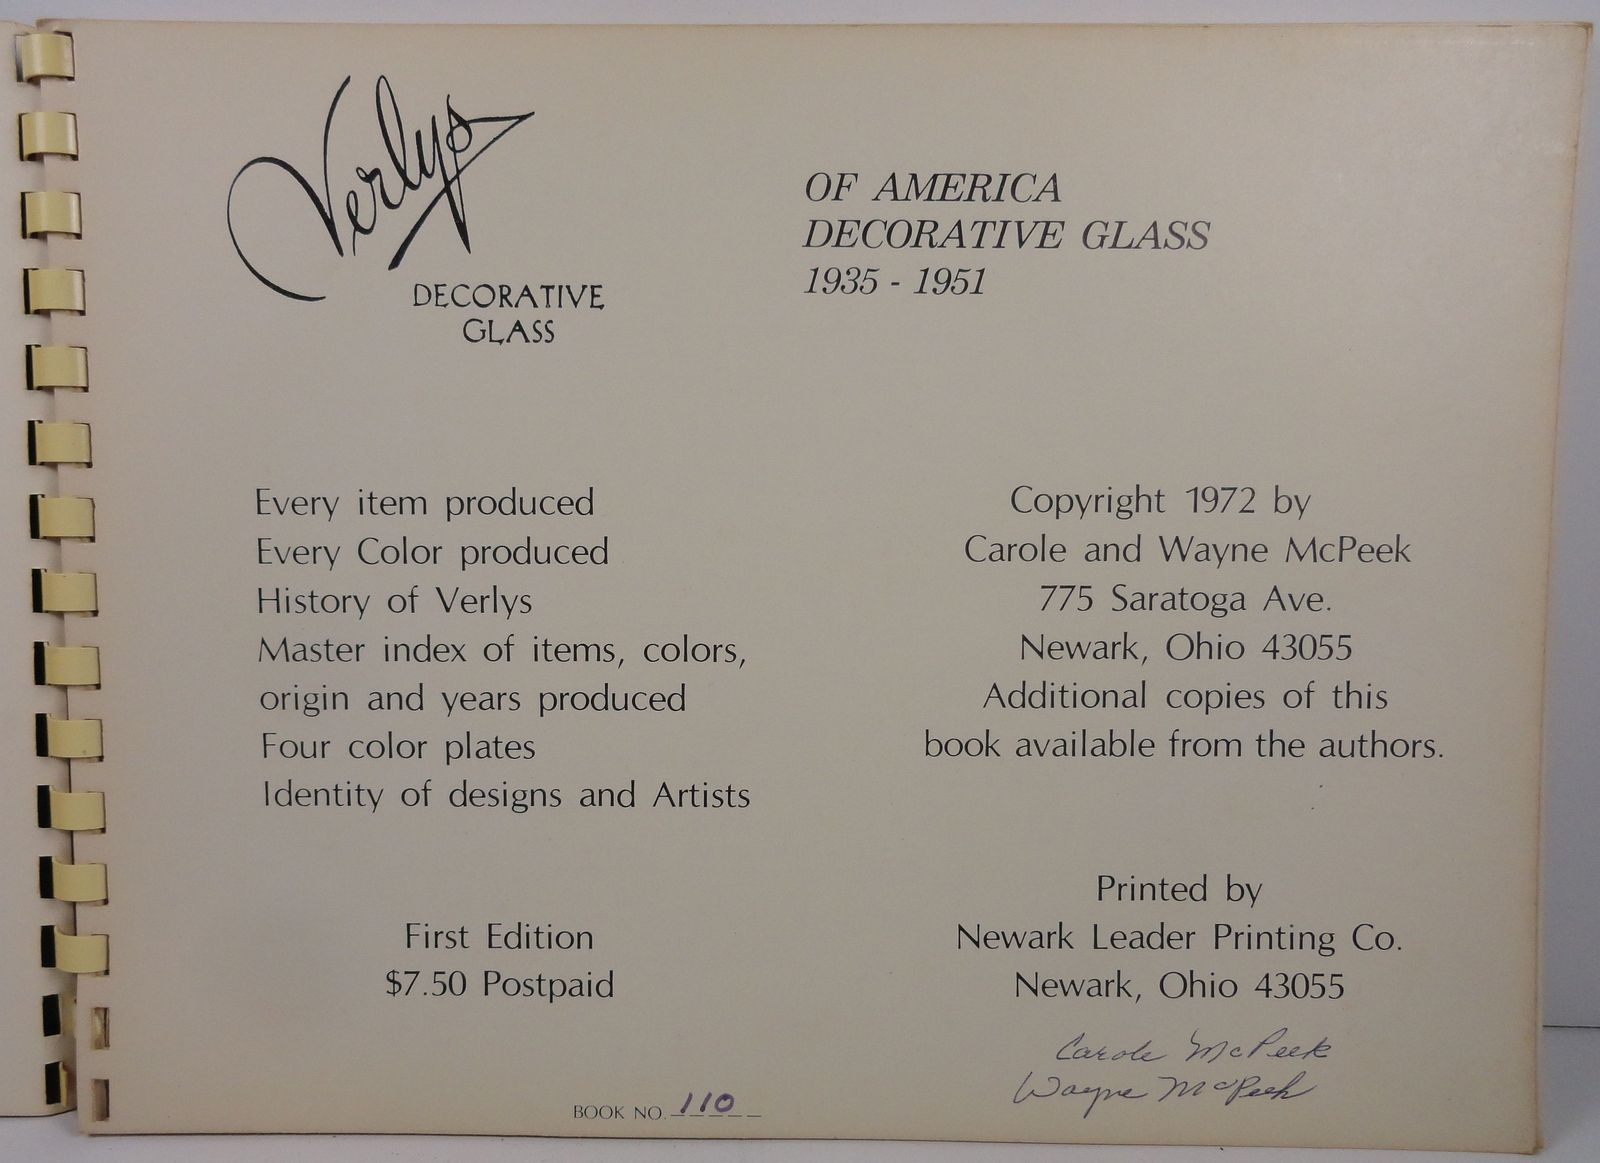 Verlys
DECORATIVE
GLASS
OF AMERICA
DECORATIVE GLASS
1935 - 1951
Every item produced
Every Color produced
History of Verlys
Master index of items, colors,
origin and years produced
Four color plates
Identity of designs and Artists
First Edition
$7.50 Postpaid
Copyright 1972 by
Carole and Wayne McPeek
775 Saratoga Ave.
Newark, Ohio 43055
Additional copies of this
book available from the authors.
Printed by
Newark Leader Printing Co.
Newark, Ohio 43055
Carole McPeek
Wayne McPeek
BOOK NO. 110